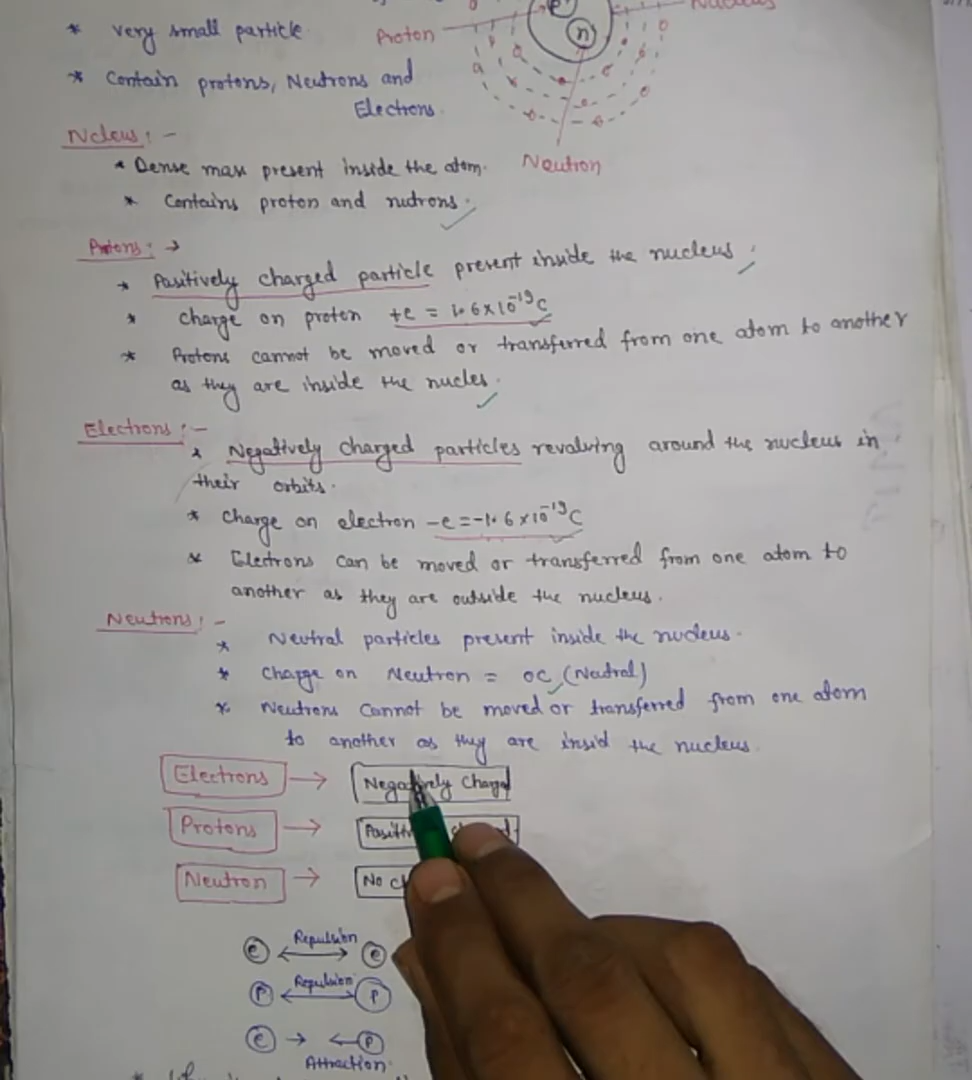 * very small particle.
Proton
* Contain protons, Neutrons and
Electrons.
n
Neutron
Ncleus :-
* Dense mass present inside the atom.
* Contains proton and nutrons.
Protons: →
* Positively charged particle present inside the nucleus.
* charge on proton +e = 1.6x10⁻¹⁹C
* Protons cannot be moved or transferred from one atom to another
as they are inside the nucles.
Electrons :-
* Negatively charged particles revolving around the nucleus in
their orbits.
* Charge on electron -e = -1.6x10⁻¹⁹C
* Electrons can be moved or transferred from one atom to
another as they are outside the nucleus.
Neutrons :-
* Neutral particles present inside the nucleus.
* Charge on Neutron = 0C (Neutral)
* Neutrons Cannot be moved or transferred from one atom
to another as they are insid the nucleus.
Electrons → Negatively Charged
Protons →
Neutron → No
e Repulsion e
P Repulsion P
e → ← P
Attraction.